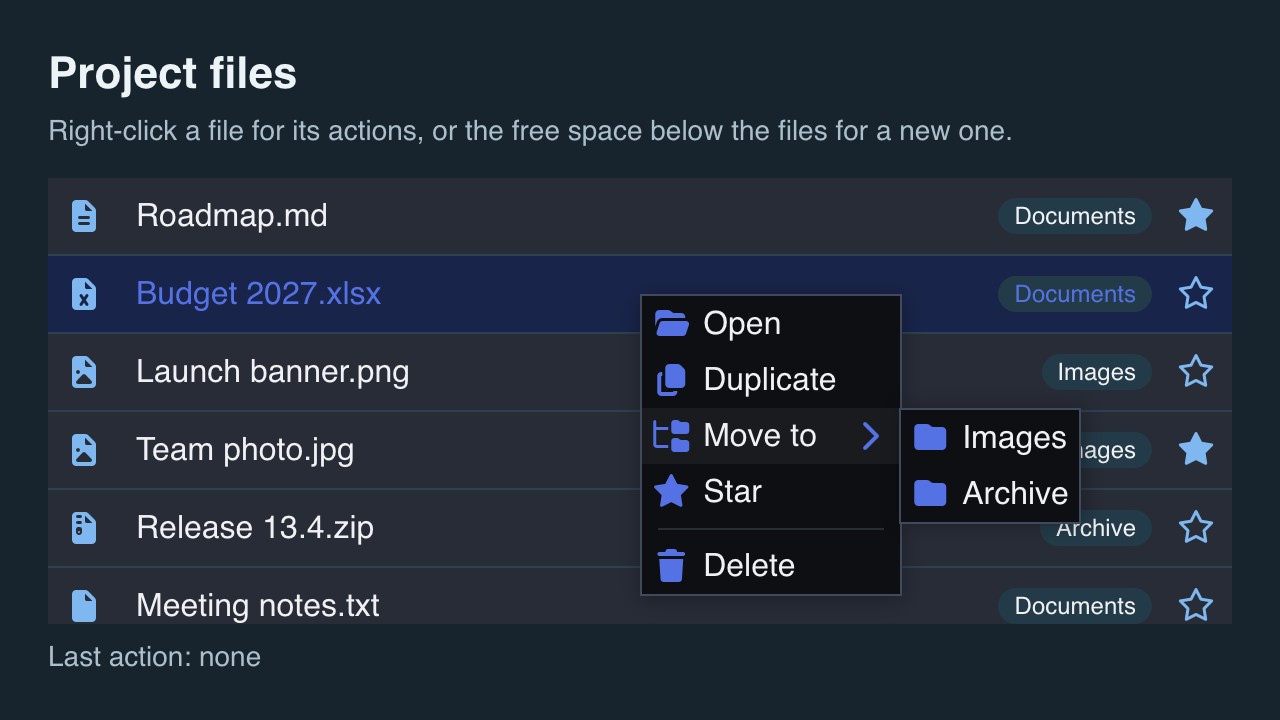 Project files
Right-click a file for its actions, or the free space below the files for a new one.
Roadmap.md Documents
Budget 2027.xlsx Documents
Open
Launch banner.png Images
Duplicate
Move to
Images
Team photo.jpg
Star
Archive
Release 13.4.zip Archive
Delete
Meeting notes.txt Documents
Last action: none